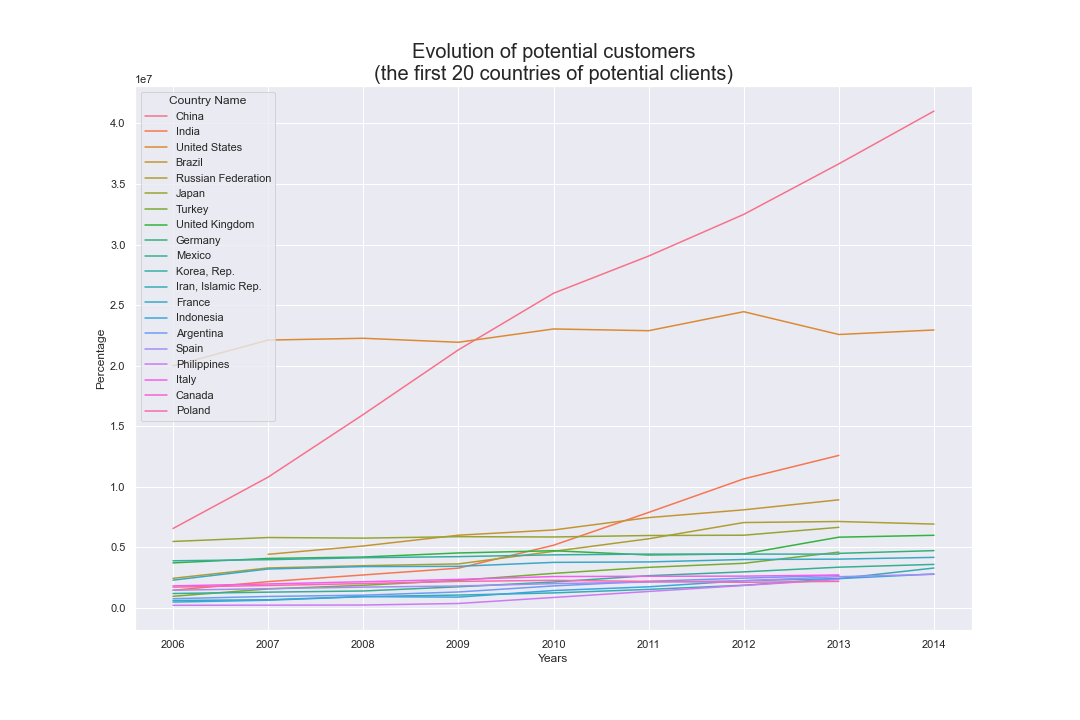 Evolution of potential customers
(the first 20 countries of potential clients)
1e7
Country Name
China
India
United States
Brazil
Russian Federation
Japan
Turkey
United Kingdom
Germany
Mexico
Korea, Rep.
Iran, Islamic Rep.
France
Indonesia
Argentina
Spain
Philippines
Italy
Canada
Poland
Percentage
4.0
3.5
3.0
2.5
2.0
1.5
1.0
0.5
0.0
2006 2007 2008 2009 2010 2011 2012 2013 2014
Years